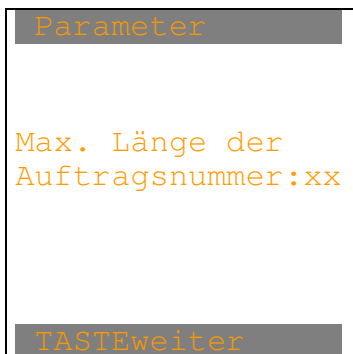 Parameter
Max. Länge der
Auftragsnummer:xx
TASTEweiter